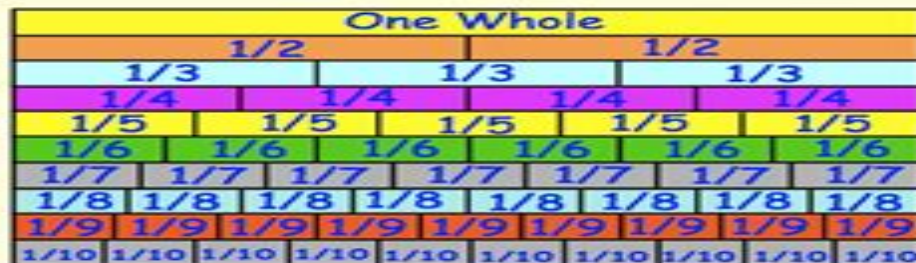 One Whole
1/2 1/2
1/3 1/3 1/3
1/4 1/4 1/4 1/4
1/5 1/5 1/5 1/5 1/5
1/6 1/6 1/6 1/6 1/6 1/6
1/7 1/7 1/7 1/7 1/7 1/7 1/7
1/8 1/8 1/8 1/8 1/8 1/8 1/8 1/8
1/9 1/9 1/9 1/9 1/9 1/9 1/9 1/9 1/9
1/10 1/10 1/10 1/10 1/10 1/10 1/10 1/10 1/10 1/10